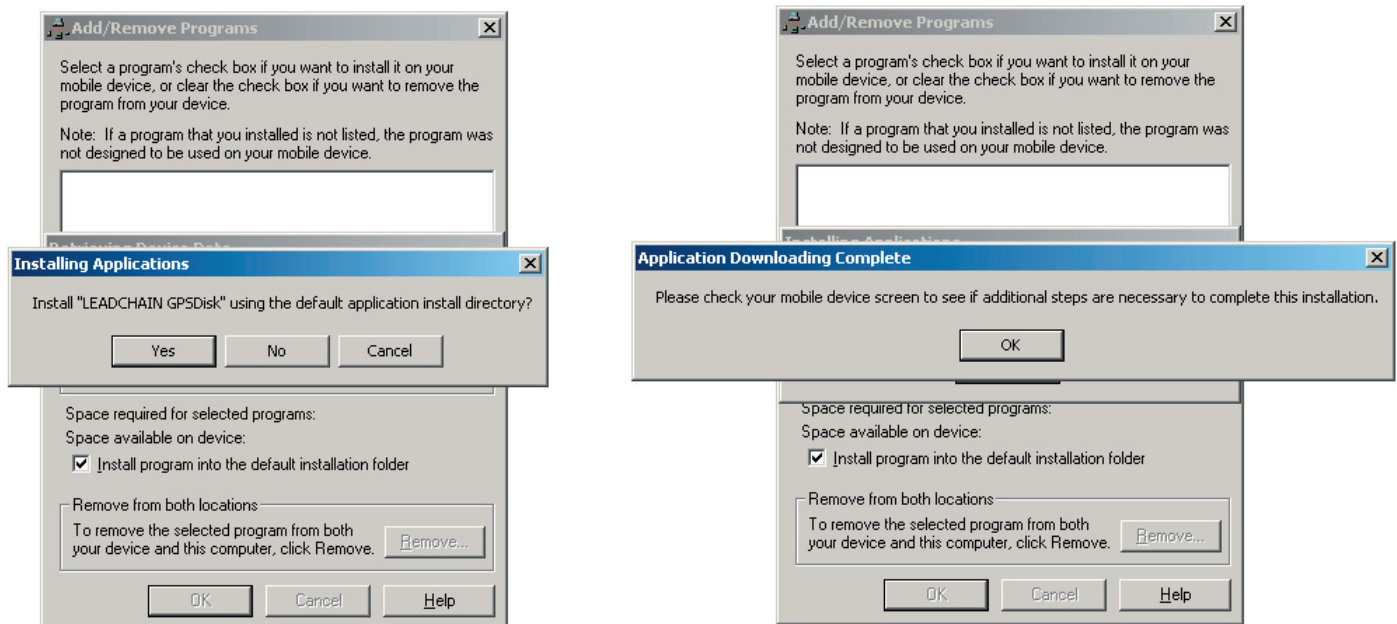 Add/Remove Programs
Select a program's check box if you want to install it on your
mobile device, or clear the check box if you want to remove the
program from your device.
Note: If a program that you installed is not listed, the program was
not designed to be used on your mobile device.
Retrieving Device Data
Installing Applications
Install "LEADCHAIN GPSDisk" using the default application install directory?
Yes
No
Cancel
Space required for selected programs:
Space available on device:
Install program into the default installation folder
Remove from both locations
To remove the selected program from both
your device and this computer, click Remove.
Remove...
OK
Cancel
Help
Add/Remove Programs
Select a program's check box if you want to install it on your
mobile device, or clear the check box if you want to remove the
program from your device.
Note: If a program that you installed is not listed, the program was
not designed to be used on your mobile device.
Installing Applications
Application Downloading Complete
Please check your mobile device screen to see if additional steps are necessary to complete this installation.
OK
Space required for selected programs:
Space available on device:
Install program into the default installation folder
Remove from both locations
To remove the selected program from both
your device and this computer, click Remove.
Remove...
OK
Cancel
Help